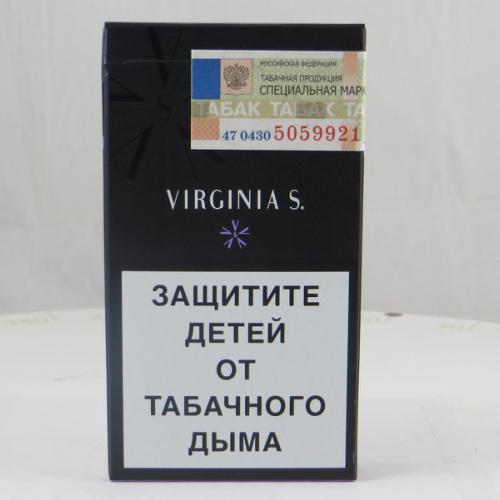 РОССИЙСКАЯ ФЕДЕРАЦИЯ
ТАБАЧНАЯ ПРОДУКЦИЯ
СПЕЦИАЛЬНАЯ МАРК
ТАБАК ТАБАК ТА
47 0430 5059921
VIRGINIA S.
S
ЗАЩИТИТЕ
ДЕТЕЙ
ОТ
ТАБАЧНОГО
ДЫМА